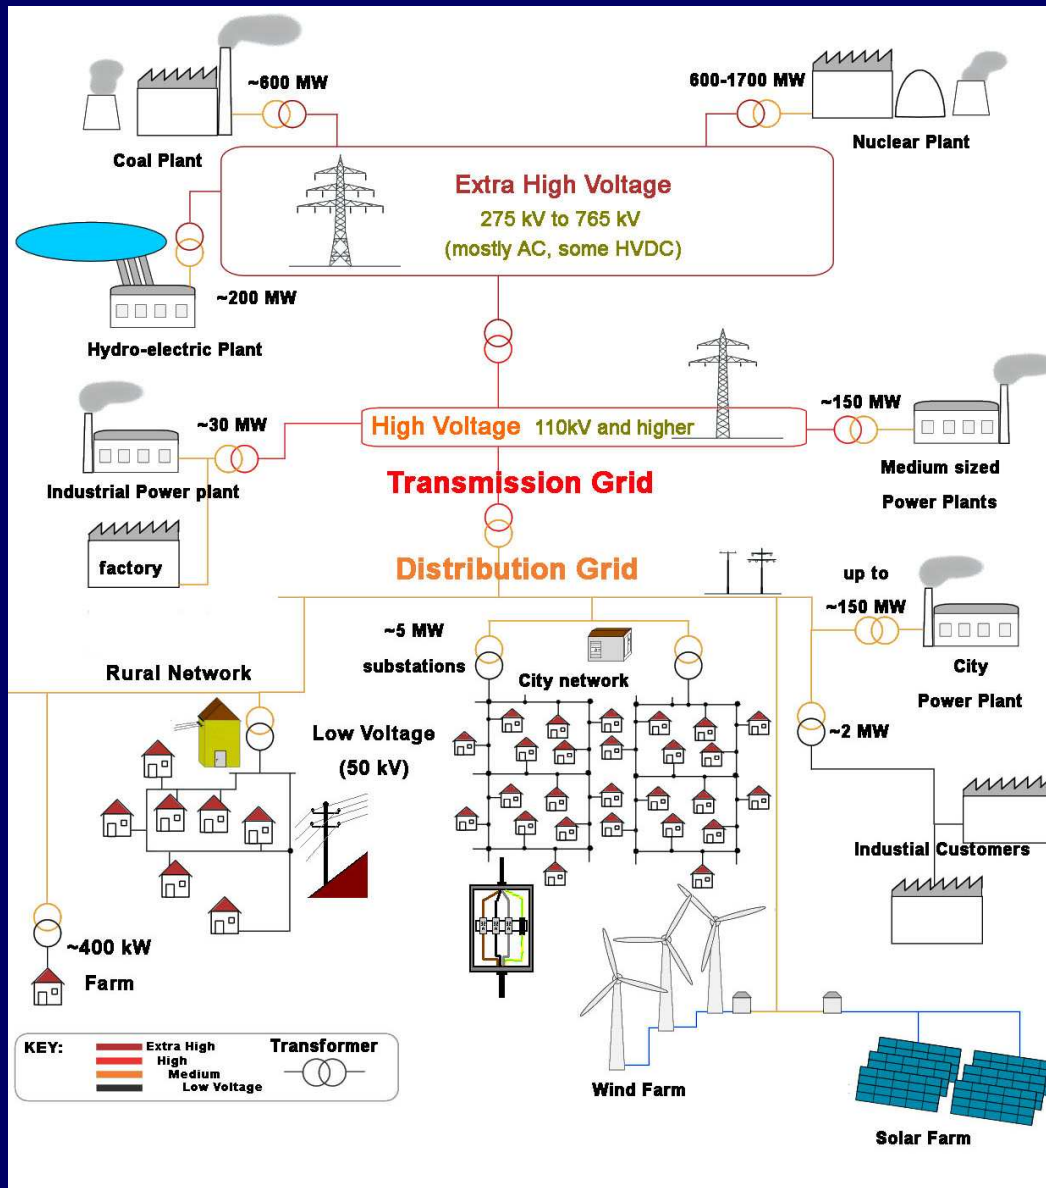 ~600 MW
600-1700 MW
Coal Plant
Nuclear Plant
Extra High Voltage
275 kV to 765 kV
(mostly AC, some HVDC)
~200 MW
Hydro-electric Plant
~30 MW
High Voltage 110kV and higher
~150 MW
Industrial Power plant
Medium sized
Power Plants
Transmission Grid
factory
Distribution Grid
up to
~150 MW
~5 MW
substations
City
Power Plant
Rural Network
City network
Low Voltage
(50 kV)
~2 MW
Industial Customers
~400 kW
Farm
KEY:
Extra High
High
Medium
Low Voltage
Transformer
Wind Farm
Solar Farm